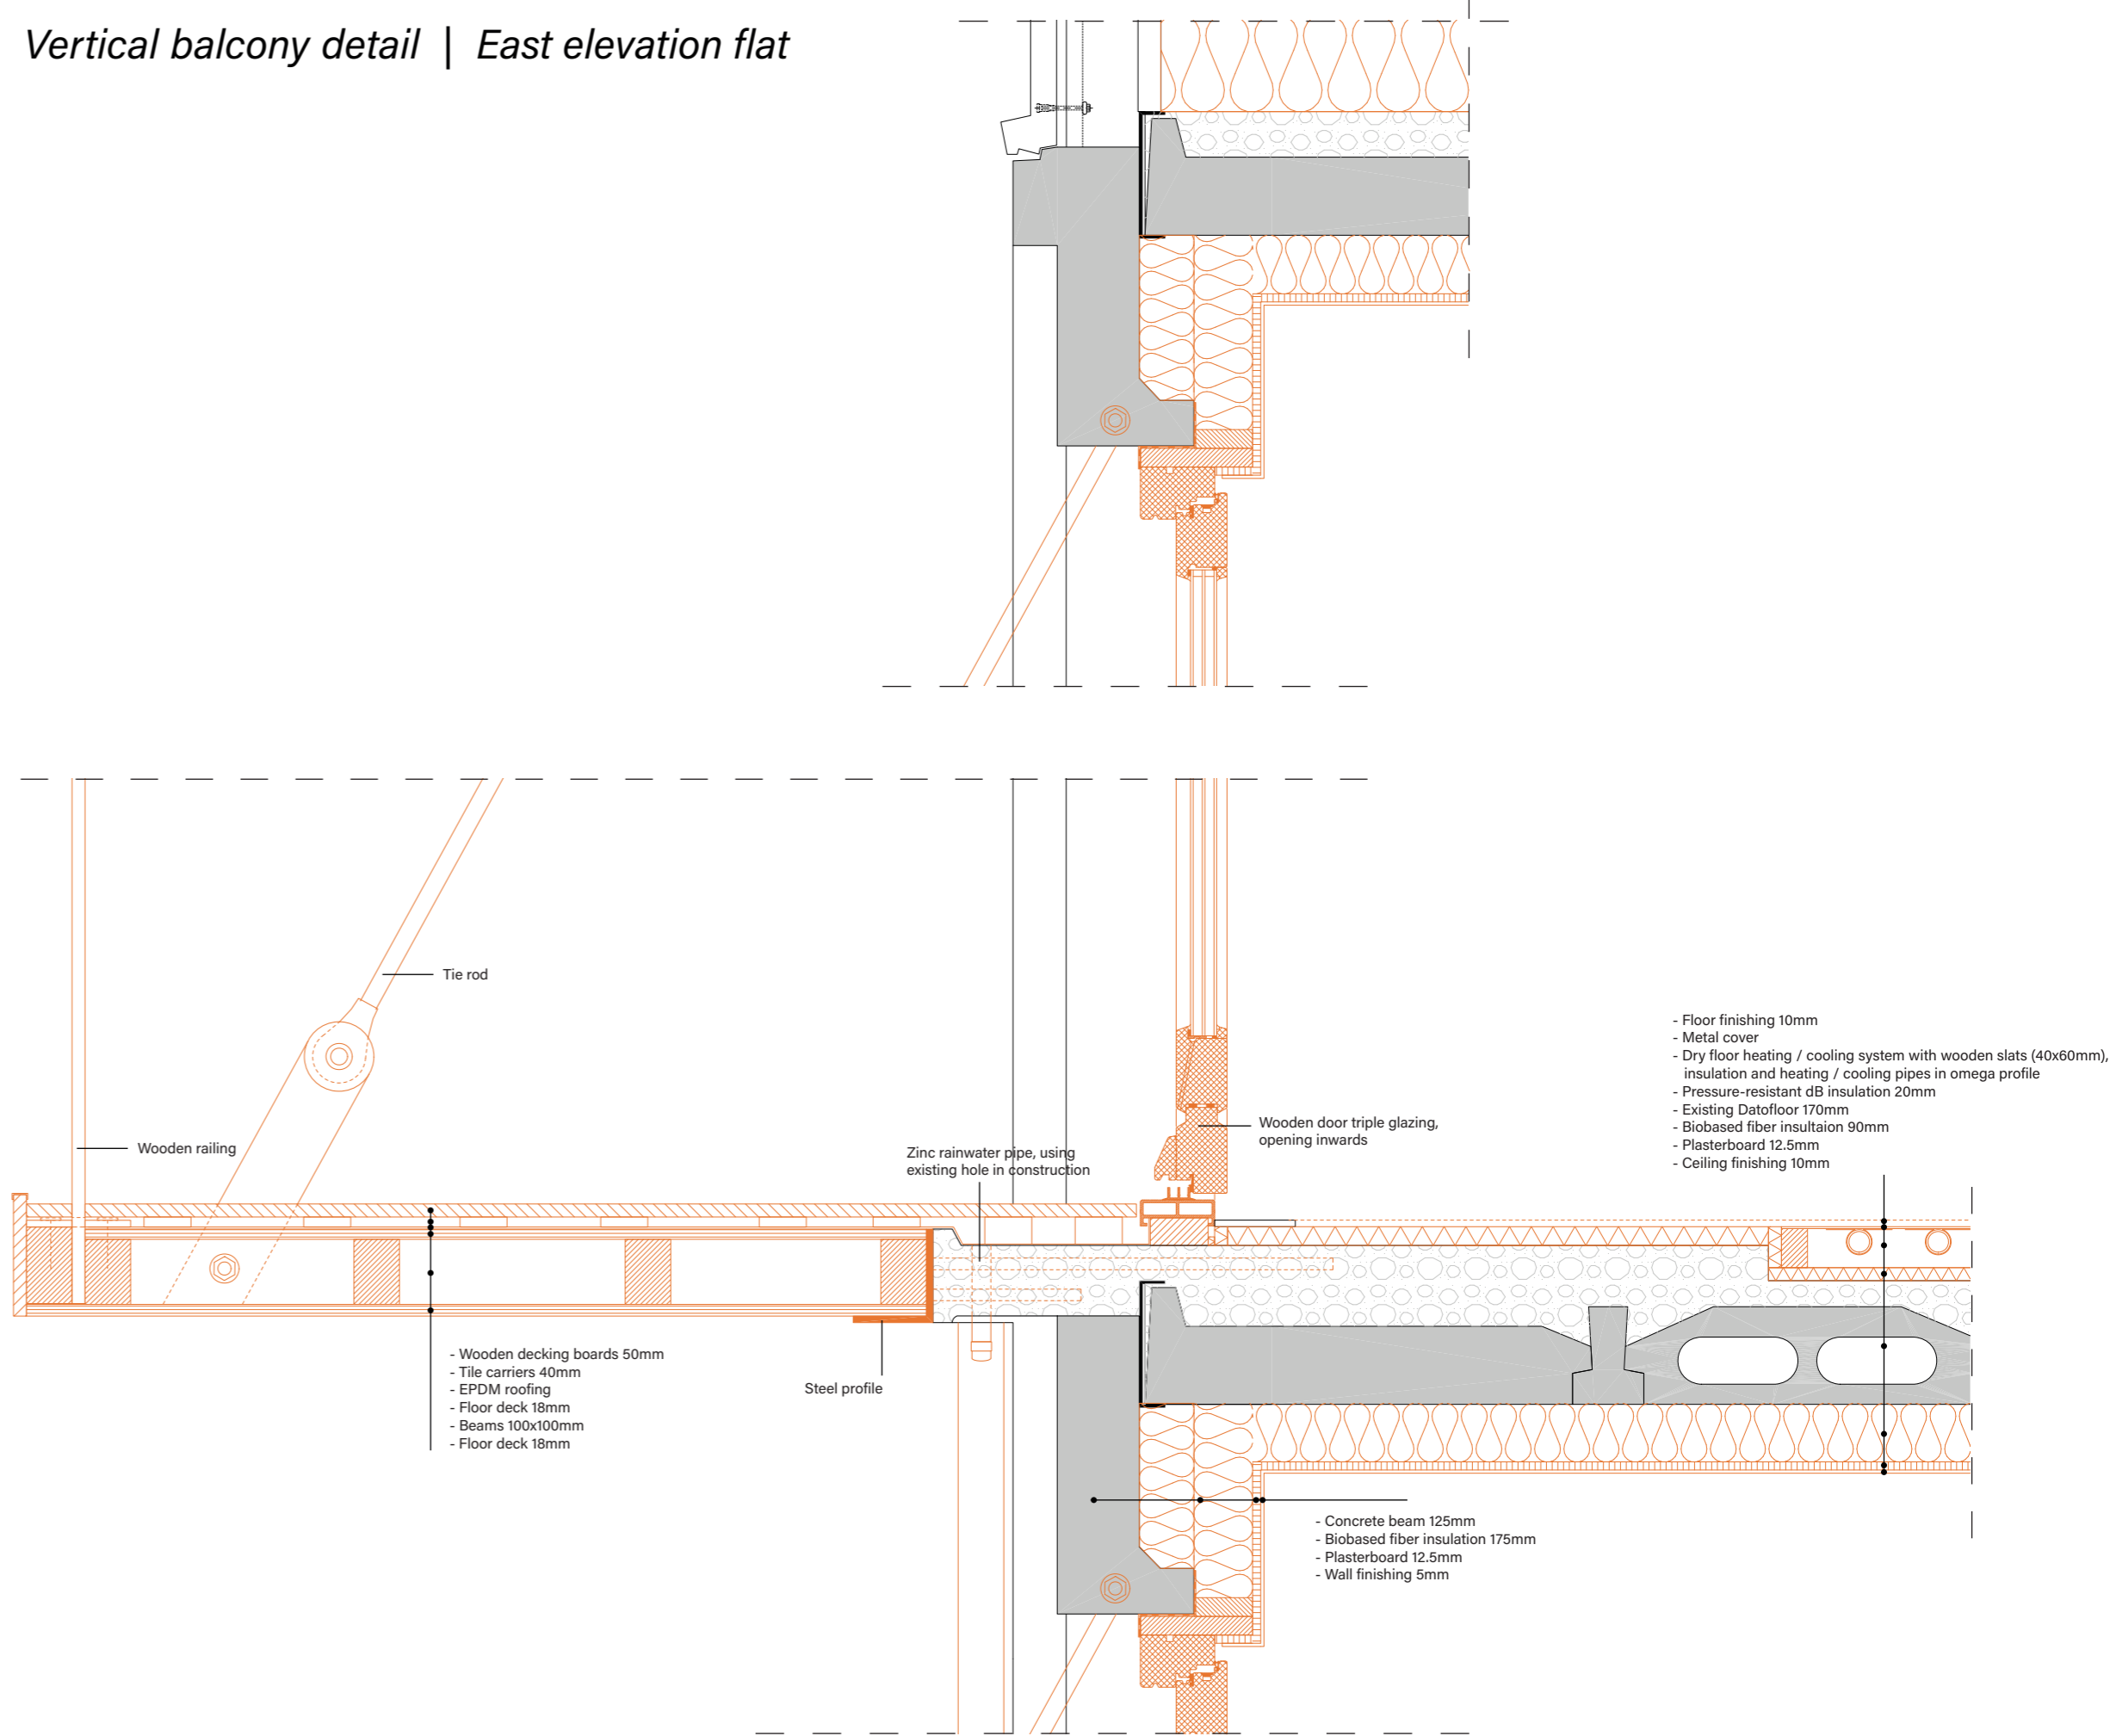 Vertical balcony detail | East elevation flat
Tie rod
- Floor finishing 10mm
- Metal cover
- Dry floor heating / cooling system with wooden slats (40x60mm),
insulation and heating / cooling pipes in omega profile
- Pressure-resistant dB insulation 20mm
- Existing Datofloor 170mm
- Biobased fiber insultaion 90mm
- Plasterboard 12.5mm
- Ceiling finishing 10mm
Wooden door triple glazing,
opening inwards
Wooden railing
Zinc rainwater pipe, using
existing hole in construction
- Wooden decking boards 50mm
- Tile carriers 40mm
- EPDM roofing
- Floor deck 18mm
- Beams 100x100mm
- Floor deck 18mm
Steel profile
- Concrete beam 125mm
- Biobased fiber insulation 175mm
- Plasterboard 12.5mm
- Wall finishing 5mm